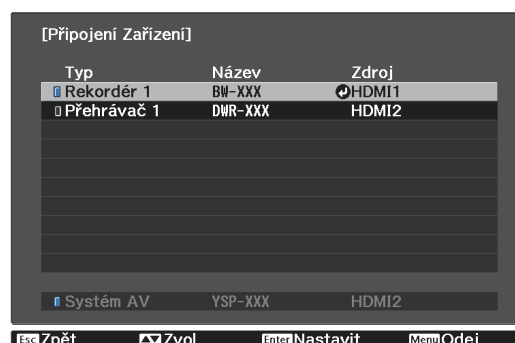 [Připojení Zařízení]
Typ Název Zdroj
Rekordér 1 BW-XXX HDMI1
Přehrávač 1 DWR-XXX HDMI2
Systém AV YSP-XXX HDMI2
Esc Zpět Zvol Enter Nastavit Menu Odej